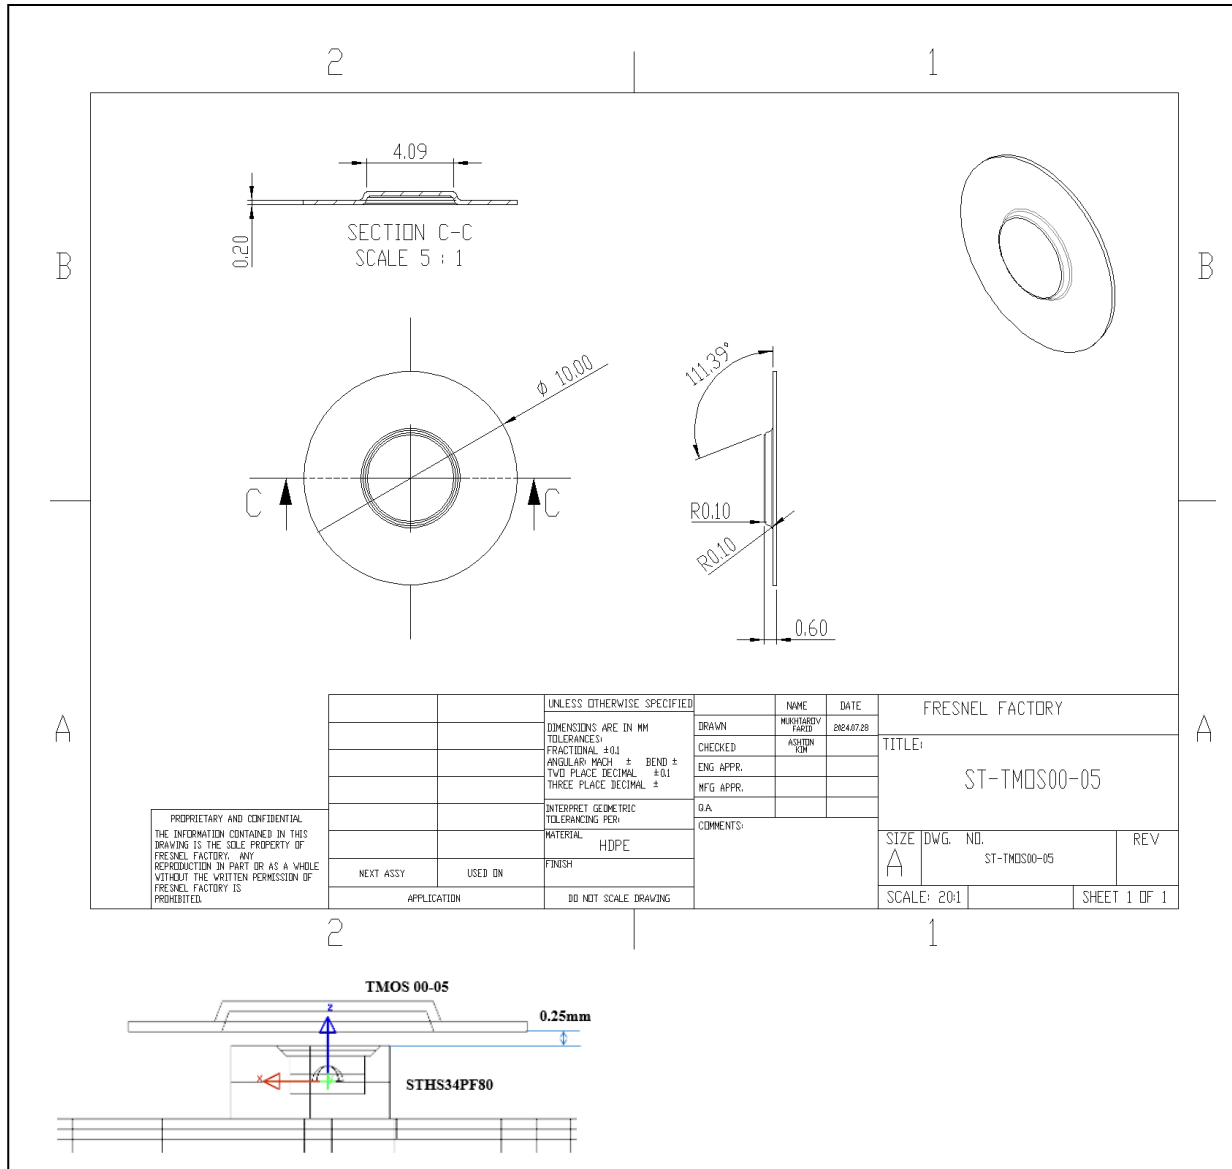 2
1
4.09
0.20
SECTION C-C
SCALE 5 : 1
B
B
Ø 10.00
111.39°
C
C
R0.10
R0.10
0.60
A
A
UNLESS OTHERWISE SPECIFIED
DIMENSIONS ARE IN MM
TOLERANCES:
FRACTIONAL ±0.1
ANGULAR: MACH ± BEND ±
TWO PLACE DECIMAL ±0.1
THREE PLACE DECIMAL ±
INTERPRET GEOMETRIC
TOLERANCING PER:
MATERIAL
HDPE
FINISH
DO NOT SCALE DRAWING
NAME DATE
DRAWN MUKHTAROV FARID 2024.07.28
CHECKED ASHTON KIM
ENG APPR.
MFG APPR.
Q.A.
COMMENTS:
FRESNEL FACTORY
TITLE:
ST-TMOS00-05
SIZE DWG. NO. REV
A ST-TMOS00-05
SCALE: 20:1 SHEET 1 OF 1
PROPRIETARY AND CONFIDENTIAL
THE INFORMATION CONTAINED IN THIS
DRAWING IS THE SOLE PROPERTY OF
FRESNEL FACTORY. ANY
REPRODUCTION IN PART OR AS A WHOLE
WITHOUT THE WRITTEN PERMISSION OF
FRESNEL FACTORY IS
PROHIBITED.
NEXT ASSY USED ON
APPLICATION
2
1
TMOS 00-05
z
0.25mm
x
STHS34PF80